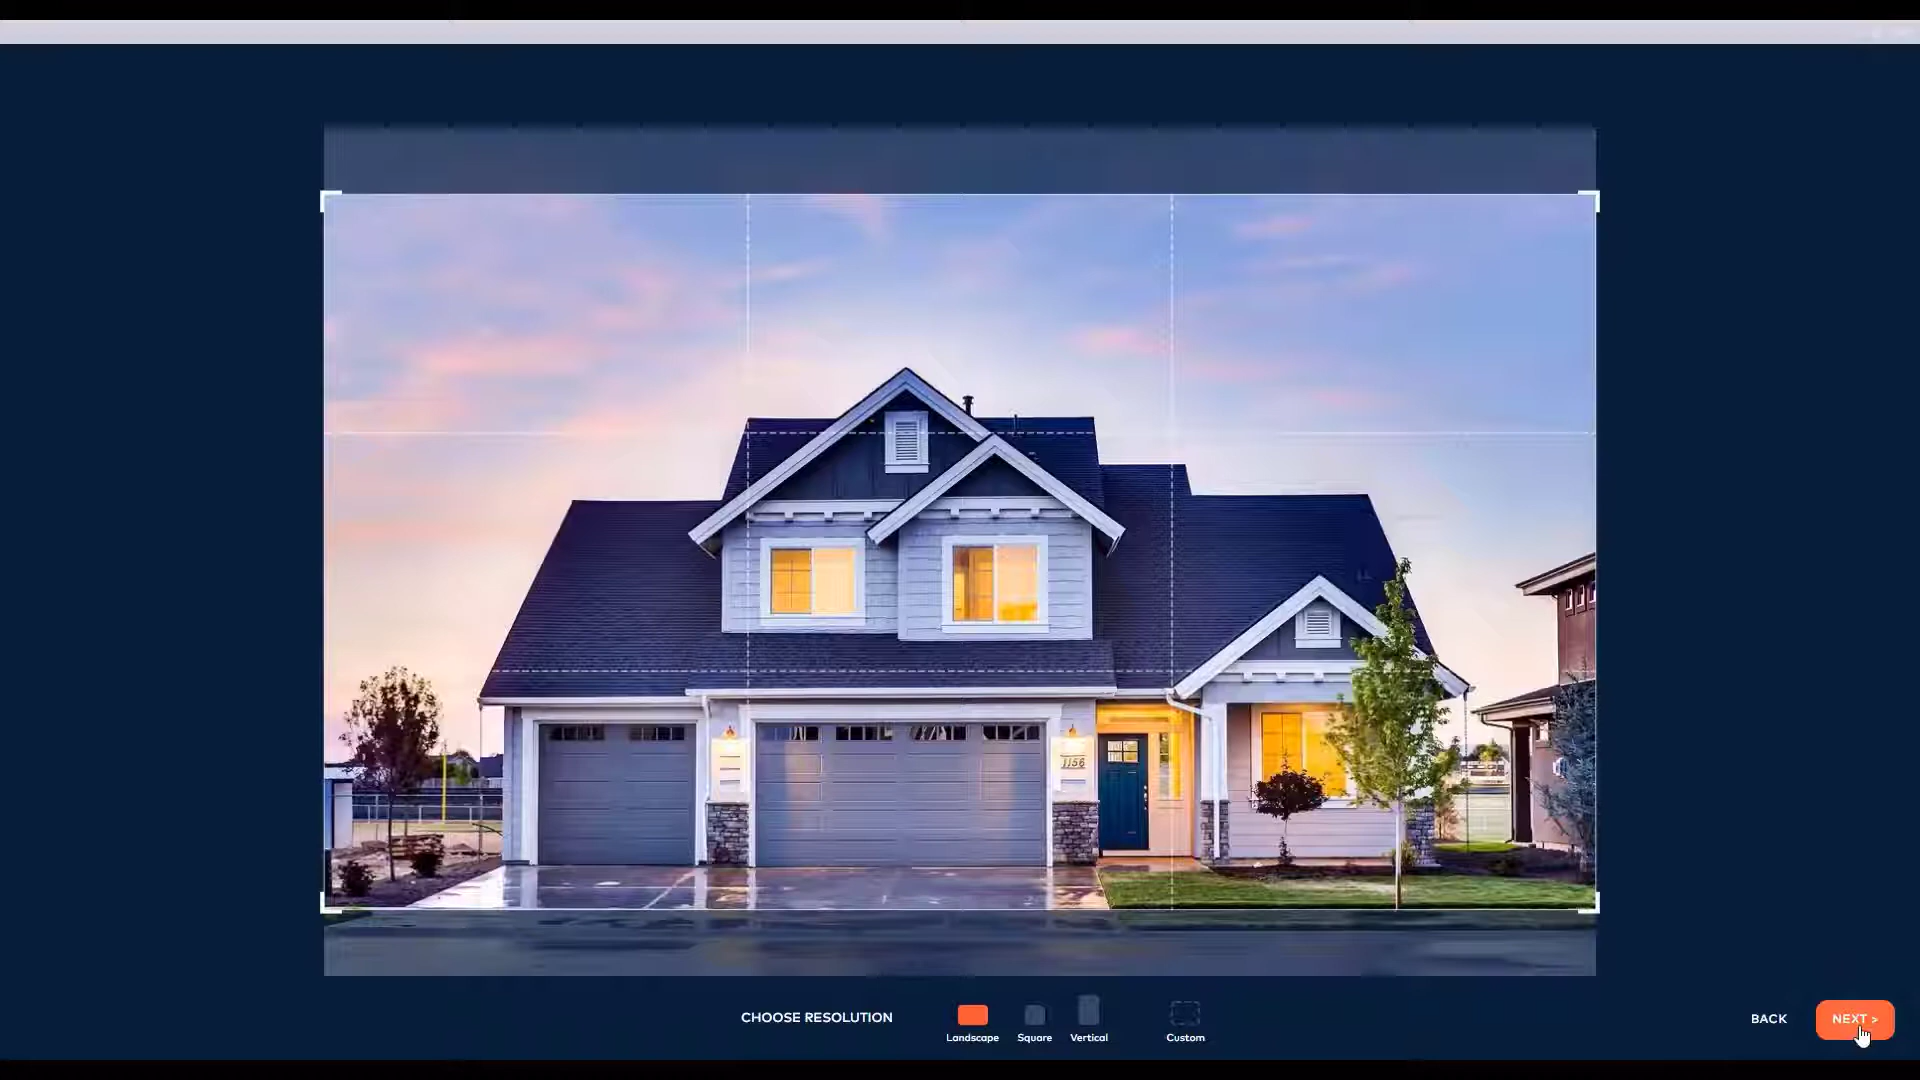 1156
CHOOSE RESOLUTION
Landscape
Square
Vertical
Custom
BACK
NEXT >